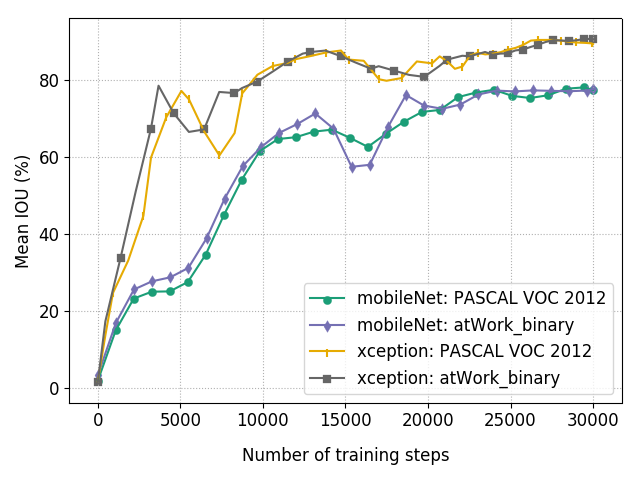 Mean IOU (%)
80
60
40
20
0
mobileNet: PASCAL VOC 2012
mobileNet: atWork_binary
xception: PASCAL VOC 2012
xception: atWork_binary
0 5000 10000 15000 20000 25000 30000
Number of training steps